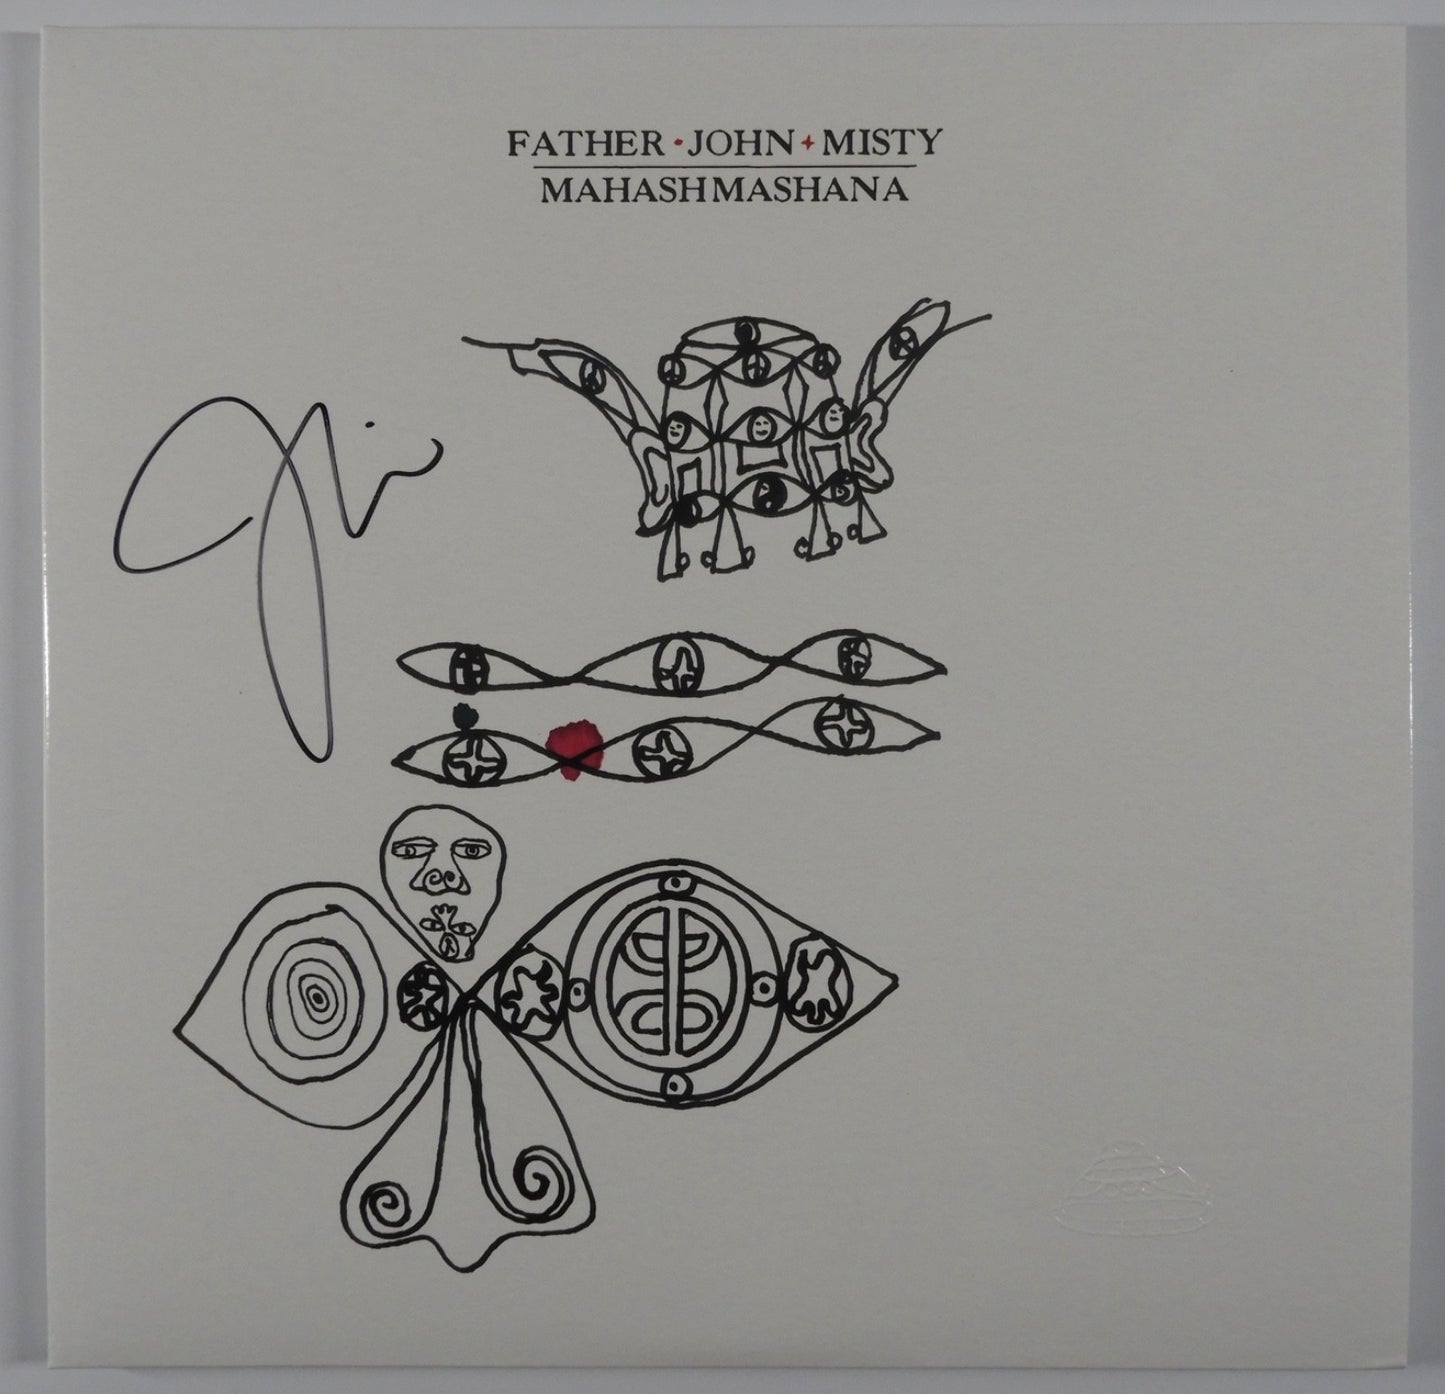 FATHER · JOHN + MISTY
MAHASHMASHANA